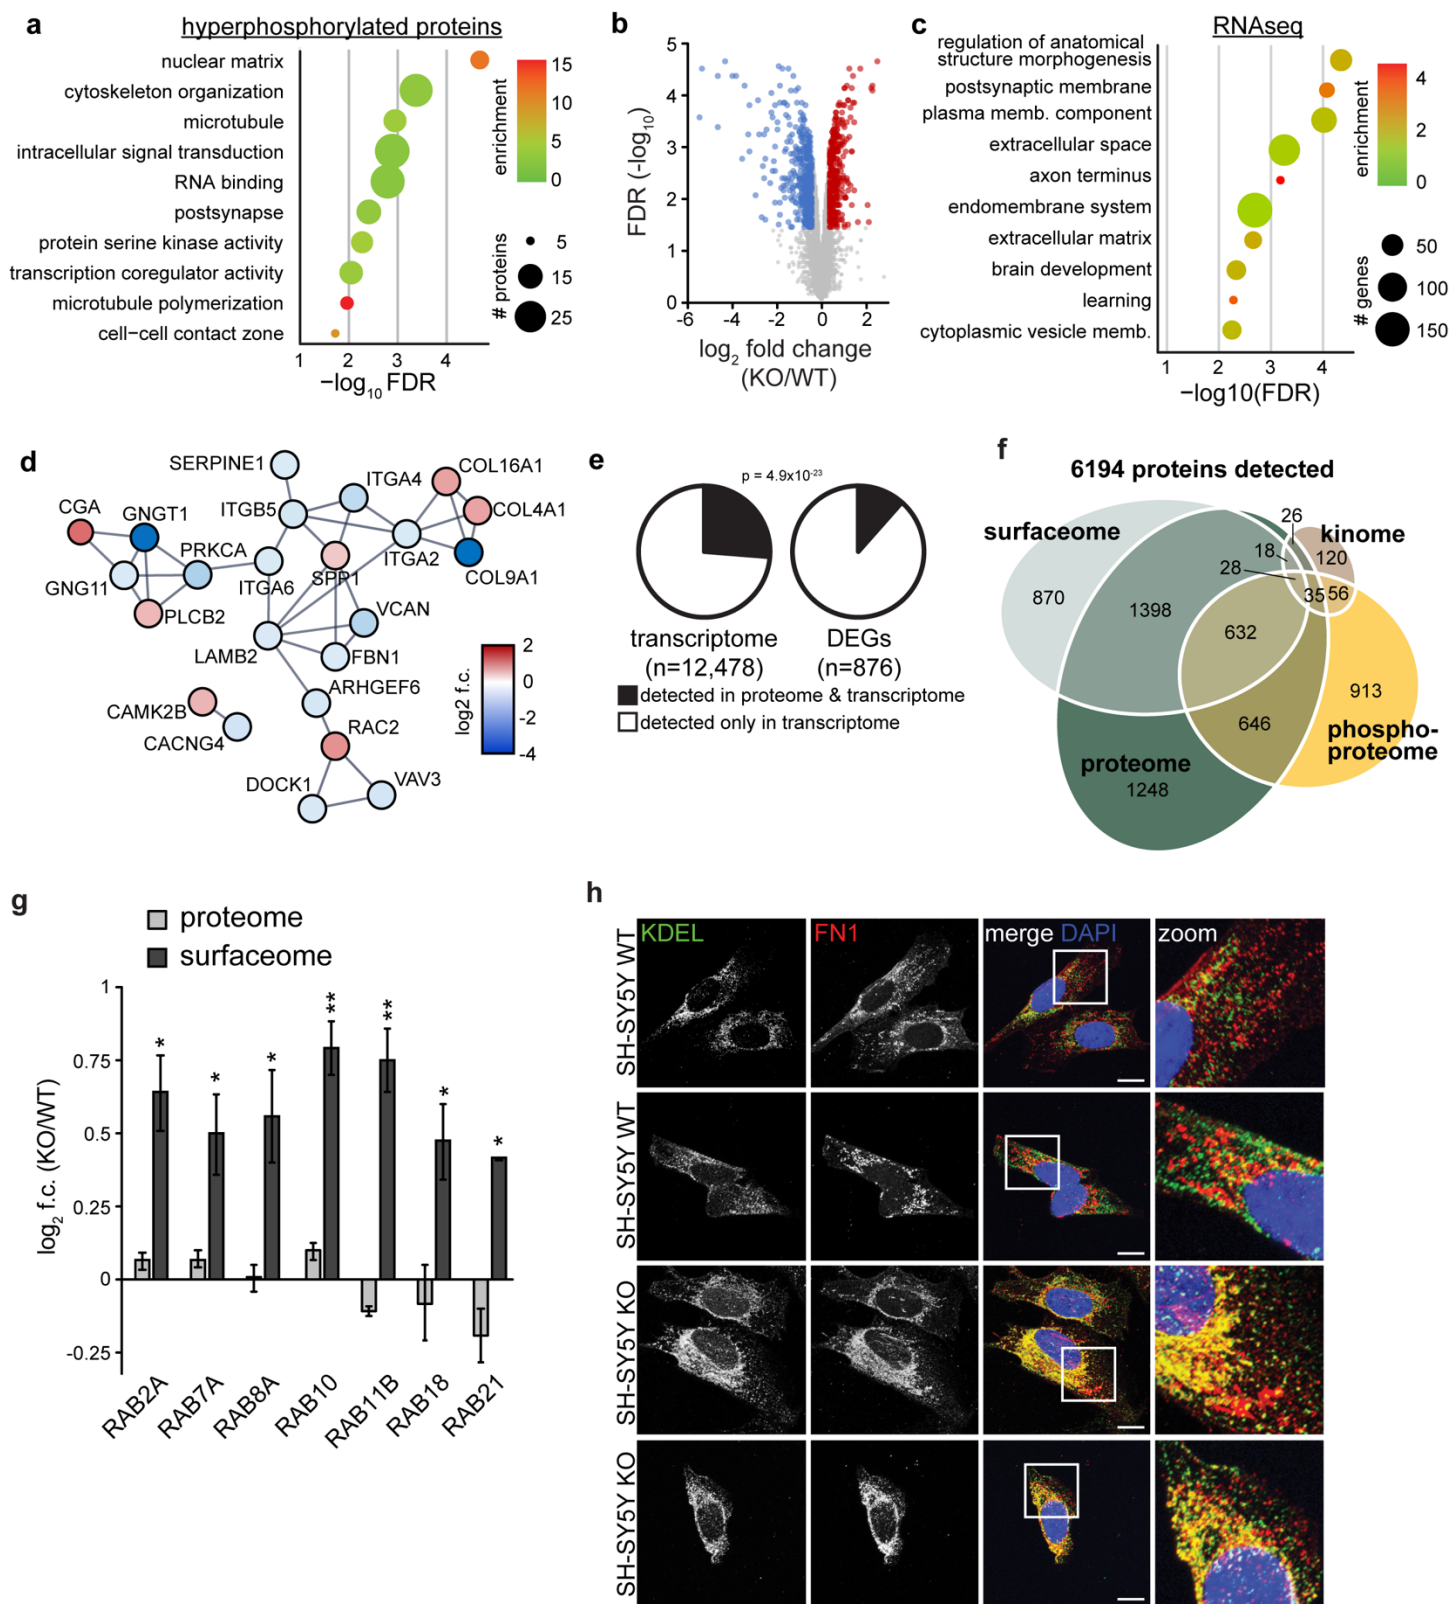 a
hyperphosphorylated proteins
nuclear matrix
cytoskeleton organization
microtubule
intracellular signal transduction
RNA binding
postsynapse
protein serine kinase activity
transcription coregulator activity
microtubule polymerization
cell−cell contact zone
1 2 3 4
−log10 FDR
15
10
5
0
enrichment
5
15
25
# proteins
b
5
4
3
2
1
0
FDR (-log10)
-6 -4 -2 0 2
log2 fold change
(KO/WT)
c
RNAseq
regulation of anatomical
structure morphogenesis
postsynaptic membrane
plasma memb. component
extracellular space
axon terminus
endomembrane system
extracellular matrix
brain development
learning
cytoplasmic vesicle memb.
1 2 3 4
−log10(FDR)
4
2
0
enrichment
50
100
150
# genes
d
SERPINE1
ITGA4
COL16A1
CGA
GNGT1
ITGB5
COL4A1
PRKCA
ITGA2
GNG11
ITGA6
SPP1
COL9A1
PLCB2
VCAN
LAMB2
FBN1
ARHGEF6
CAMK2B
RAC2
CACNG4
DOCK1
VAV3
2
0
-2
-4
log2 f.c.
e
p = 4.9x10-23
transcriptome
(n=12,478)
DEGs
(n=876)
detected in proteome & transcriptome
detected only in transcriptome
f
6194 proteins detected
surfaceome
26
kinome
18
120
28
870
1398
35
56
632
913
646
phospho-
proteome
proteome
1248
g
proteome
surfaceome
1
0.75
0.5
0.25
0
-0.25
log2 f.c. (KO/WT)
* * * ** ** * *
RAB2A
RAB7A
RAB8A
RAB10
RAB11B
RAB18
RAB21
h
KDEL
FN1
merge DAPI
zoom
SH-SY5Y WT
SH-SY5Y WT
SH-SY5Y KO
SH-SY5Y KO